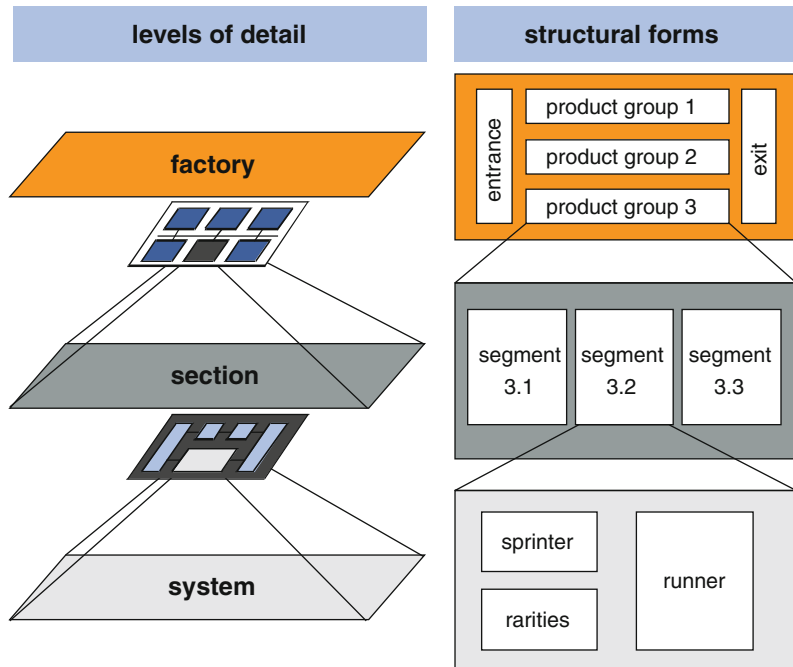 levels of detail
structural forms
factory
section
system
entrance
product group 1
product group 2
product group 3
exit
segment
3.1
segment
3.2
segment
3.3
sprinter
rarities
runner